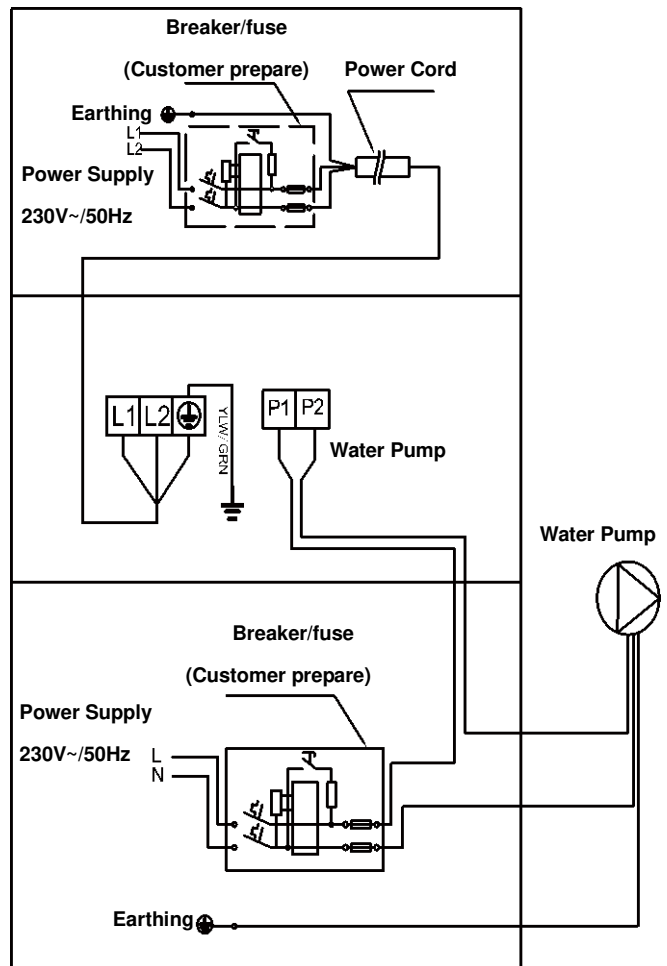 Breaker/fuse
(Customer prepare)
Power Cord
Earthing
L1
L2
Power Supply
230V~/50Hz
L1 L2
YLW/GRN
P1 P2
Water Pump
Water Pump
Breaker/fuse
(Customer prepare)
Power Supply
230V~/50Hz
L
N
Earthing